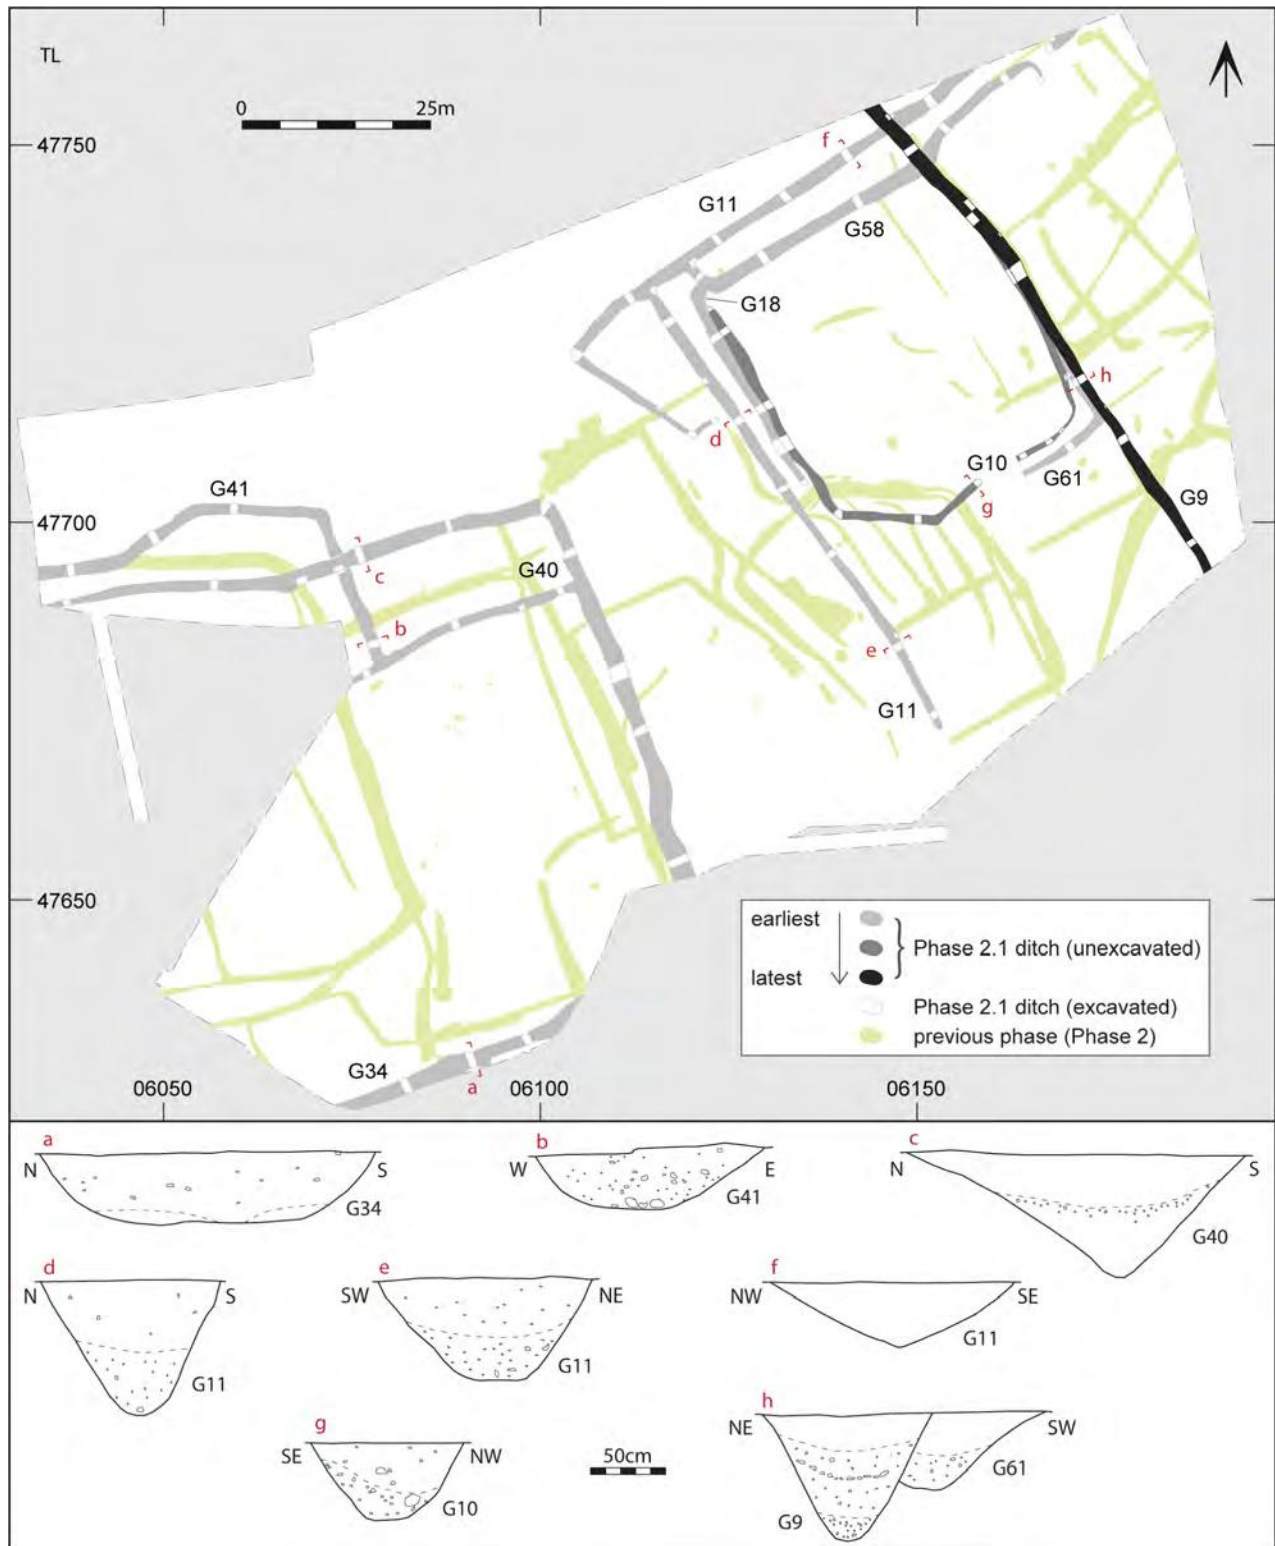 TL
0 25m
47750
f
G11
G58
G18
h
d
G10
G61
g
G9
G41
47700
c
G40
b
e
G11
47650
earliest
latest
Phase 2.1 ditch (unexcavated)
Phase 2.1 ditch (excavated)
previous phase (Phase 2)
G34
a
06050 06100 06150
a
N S
G34
b
W E
G41
c
N S
G40
d
N S
G11
e
SW NE
G11
f
NW SE
G11
g
SE NW
G10
50cm
h
NE SW
G61
G9